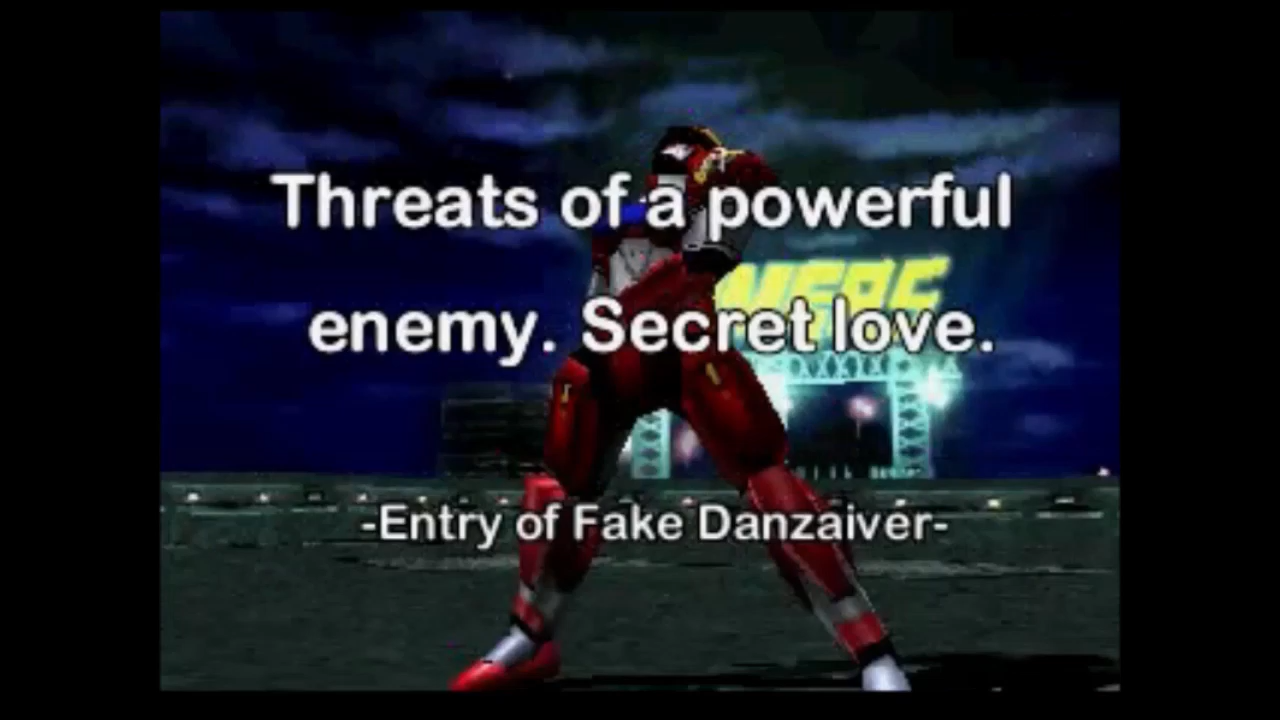 Threats of a powerful
enemy. Secret love.
-Entry of Fake Danzaiver-